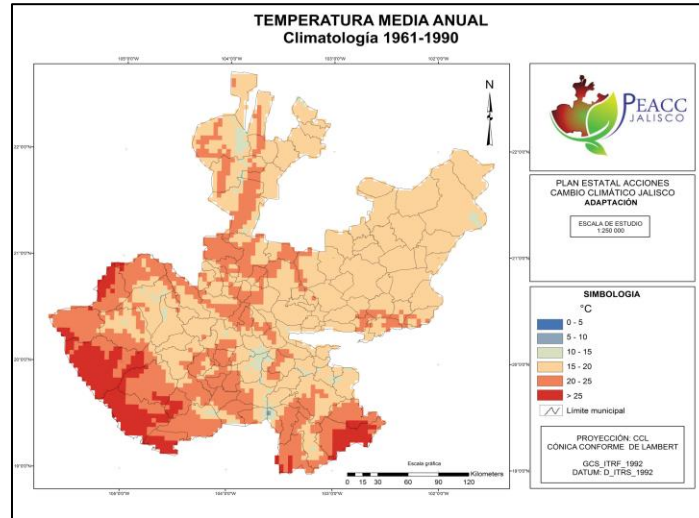 TEMPERATURA MEDIA ANUAL
Climatología 1961-1990
N
PEACC
JALISCO
PLAN ESTATAL ACCIONES
CAMBIO CLIMÁTICO JALISCO
ADAPTACIÓN
ESCALA DE ESTUDIO
1:250 000
SIMBOLOGIA
°C
0 - 5
5 - 10
10 - 15
15 - 20
20 - 25
> 25
Límite municipal
PROYECCIÓN: CCL
CÓNICA CONFORME DE LAMBERT
GCS_ITRF_1992
DATUM: D_ITRS_1992
Escala gráfica
0 15 30 60 90 120
Kilometers